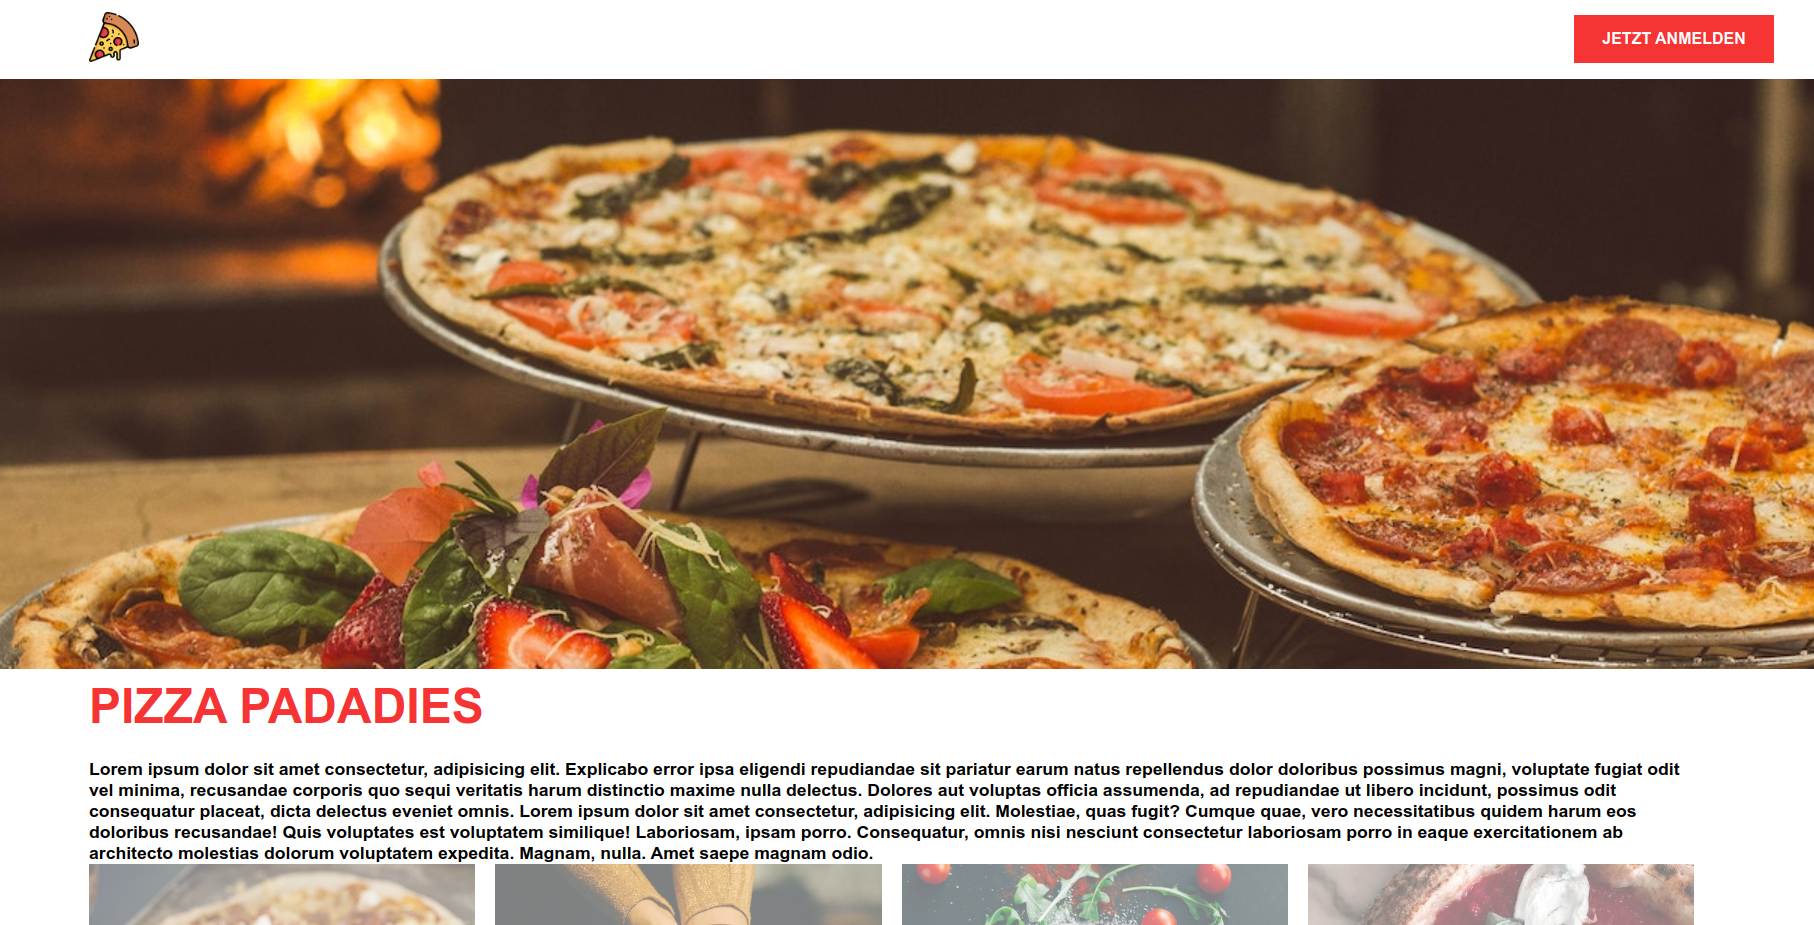 JETZT ANMELDEN
PIZZA PADADIES
Lorem ipsum dolor sit amet consectetur, adipisicing elit. Explicabo error ipsa eligendi repudiandae sit pariatur earum natus repellendus dolor doloribus possimus magni, voluptate fugiat odit
vel minima, recusandae corporis quo sequi veritatis harum distinctio maxime nulla delectus. Dolores aut voluptas officia assumenda, ad repudiandae ut libero incidunt, possimus odit
consequatur placeat, dicta delectus eveniet omnis. Lorem ipsum dolor sit amet consectetur, adipisicing elit. Molestiae, quas fugit? Cumque quae, vero necessitatibus quidem harum eos
doloribus recusandae! Quis voluptates est voluptatem similique! Laboriosam, ipsam porro. Consequatur, omnis nisi nesciunt consectetur laboriosam porro in eaque exercitationem ab
architecto molestias dolorum voluptatem expedita. Magnam, nulla. Amet saepe magnam odio.